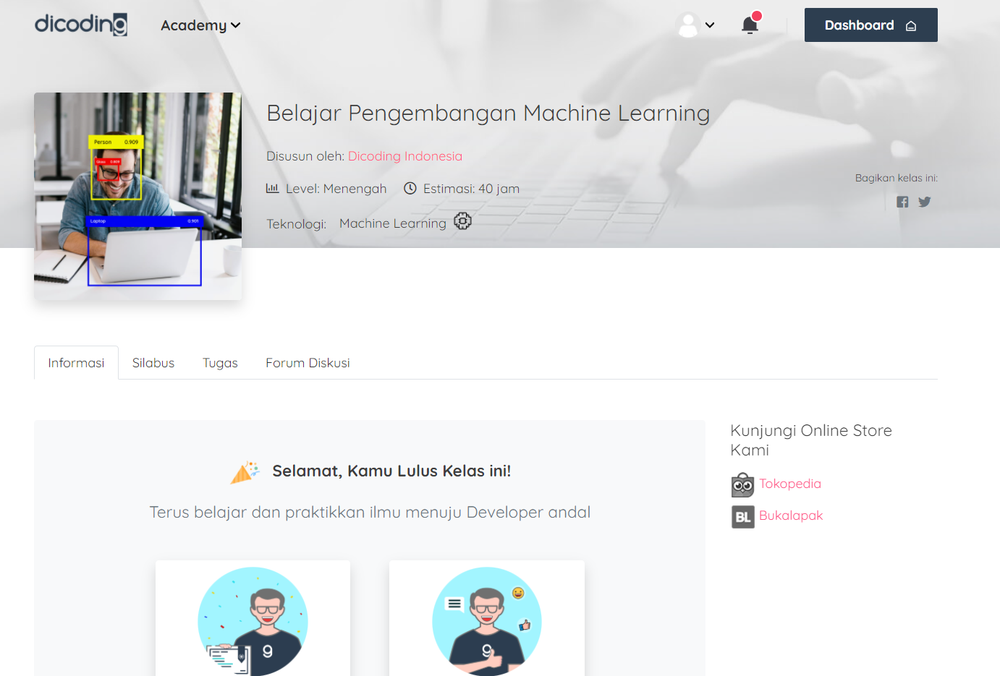 dicoding
Academy
Dashboard
Belajar Pengembangan Machine Learning
Disusun oleh: Dicoding Indonesia
Level: Menengah Estimasi: 40 jam
Teknologi: Machine Learning
Bagikan kelas ini:
Person 0.909
Glass 0.809
Laptop 0.901
Informasi Silabus Tugas Forum Diskusi
Selamat, Kamu Lulus Kelas ini!
Terus belajar dan praktikkan ilmu menuju Developer andal
g
g
Kunjungi Online Store
Kami
Tokopedia
BL Bukalapak